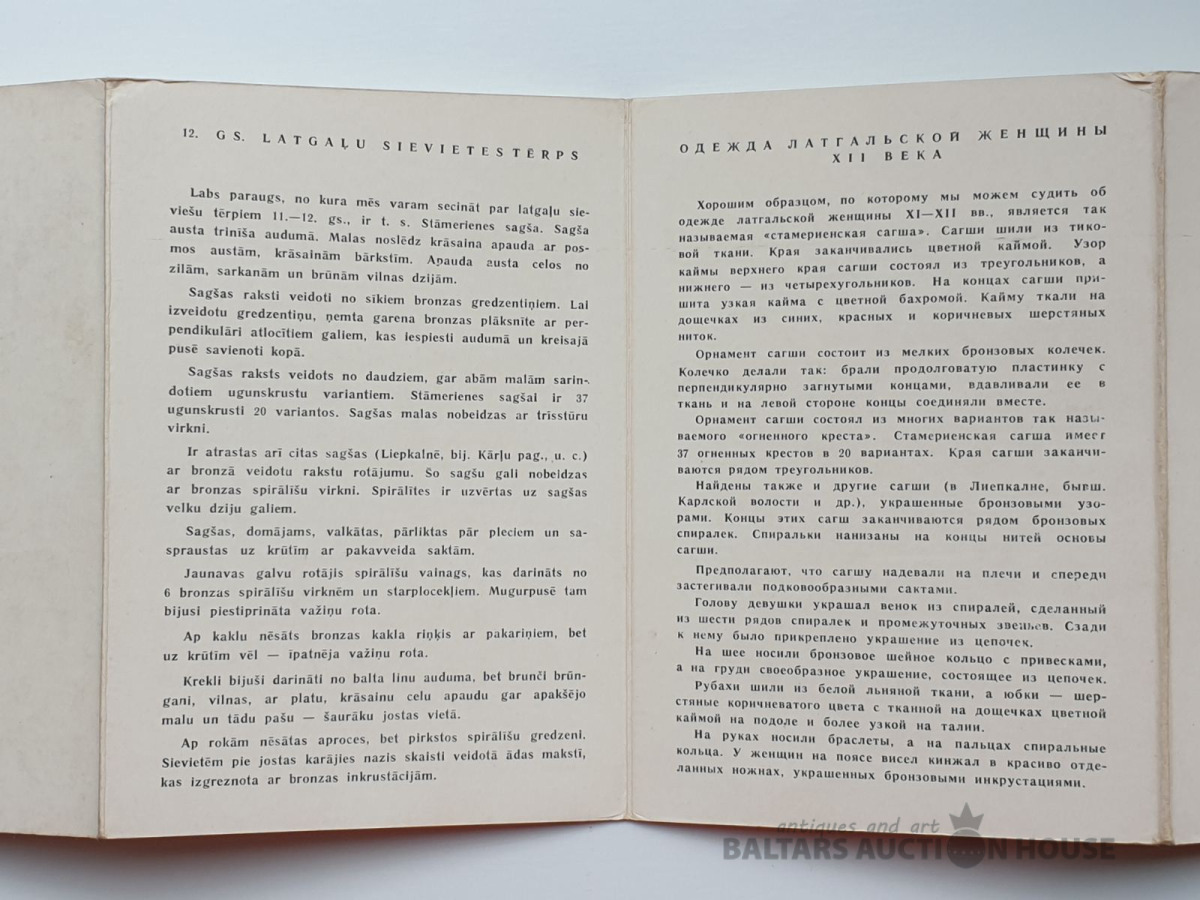 12. GS. LATGAĻU SIEVIETES TĒRPS
Labs paraugs, no kura mēs varam secināt par latgaļu sie-
viešu tērpiem 11.—12. gs., ir t. s. Stāmerienes sagša. Sagša
austa trinīša audumā. Malas noslēdz krāsaina apauda ar pos-
mos austām, krāsainām bārkstīm. Apauda austa celos no
zilām, sarkanām un brūnām vilnas dzijām.
Sagšas raksti veidoti no sīkiem bronzas gredzentiņiem. Lai
izveidotu gredzentiņu, ņemta garena bronzas plāksnīte ar per-
pendikulāri atlocītiem galiem, kas iespiesti audumā un kreisajā
pusē savienoti kopā.
Sagšas raksts veidots no daudziem, gar abām malām sarin-
dotiem ugunskrustu variantiem. Stāmerienes sagšai ir 37
ugunskrusti 20 variantos. Sagšas malas nobeidzas ar trīsstūru
virkni.
Ir atrastas arī citas sagšas (Liepkalnē, bij. Kārļu pag., u. c.)
ar bronzā veidotu rakstu rotājumu. Šo sagšu gali nobeidzas
ar bronzas spirālīšu virkni. Spirālītes ir uzvērtas uz sagšas
velku dziju galiem.
Sagšas, domājams, valkātas, pārliktas pār pleciem un sa-
spraustas uz krūtīm ar pakavveida saktām.
Jaunavas galvu rotājis spirālīšu vainags, kas darināts no
6 bronzas spirālīšu virknēm un starplocekļiem. Mugurpusē tam
bijusi piestiprināta važiņu rota.
Ap kaklu nēsāts bronzas kakla riņķis ar pakariņiem, bet
uz krūtīm vēl — īpatnēja važiņu rota.
Krekli bijuši darināti no balta linu auduma, bet brunči brūn-
gani, vilnas, ar platu, krāsainu celu apaudu gar apakšējo
malu un tādu pašu — šaurāku jostas vietā.
Ap rokām nēsātas aproces, bet pirkstos spirālīšu gredzeni.
Sievietēm pie jostas karājies nazis skaisti veidotā ādas makstī,
kas izgreznota ar bronzas inkrustācijām.
ОДЕЖДА ЛАТГАЛЬСКОЙ ЖЕНЩИНЫ
XII ВЕКА
Хорошим образцом, по которому мы можем судить об
одежде латгальской женщины XI—XII вв., является так
называемая «стамериенская сагша». Сагши шили из тико-
вой ткани. Края заканчивались цветной каймой. Узор
каймы верхнего края сагши состоял из треугольников, а
нижнего — из четырехугольников. На концах сагши при-
шита узкая кайма с цветной бахромой. Кайму ткали на
дощечках из синих, красных и коричневых шерстяных
ниток.
Орнамент сагши состоит из мелких бронзовых колечек.
Колечко делали так: брали продолговатую пластинку с
перпендикулярно загнутыми концами, вдавливали ее в
ткань и на левой стороне концы соединяли вместе.
Орнамент сагши состоял из многих вариантов так назы-
ваемого «огненного креста». Стамериенская сагша имеет
37 огненных крестов в 20 вариантах. Края сагши заканчи-
ваются рядом треугольников.
Найдены также и другие сагши (в Лиепкалне, бывш.
Карлской волости и др.), украшенные бронзовыми узо-
рами. Концы этих сагш заканчиваются рядом бронзовых
спиралек. Спиральки нанизаны на концы нитей основы
сагши.
Предполагают, что сагшу надевали на плечи и спереди
застегивали подковообразными сактами.
Голову девушки украшал венок из спиралей, сделанный
из шести рядов спиралек и промежуточных звеньев. Сзади
к нему было прикреплено украшение из цепочек.
На шее носили бронзовое шейное кольцо с привесками,
а на груди своеобразное украшение, состоящее из цепочек.
Рубахи шили из белой льняной ткани, а юбки — шер-
стяные коричневатого цвета с тканной на дощечках цветной
каймой на подоле и более узкой на талии.
На руках носили браслеты, а на пальцах спиральные
кольца. У женщин на поясе висел кинжал в красиво отде-
ланных ножнах, украшенных бронзовыми инкрустациями.
antiques and art
BALTARS AUCTION HOUSE